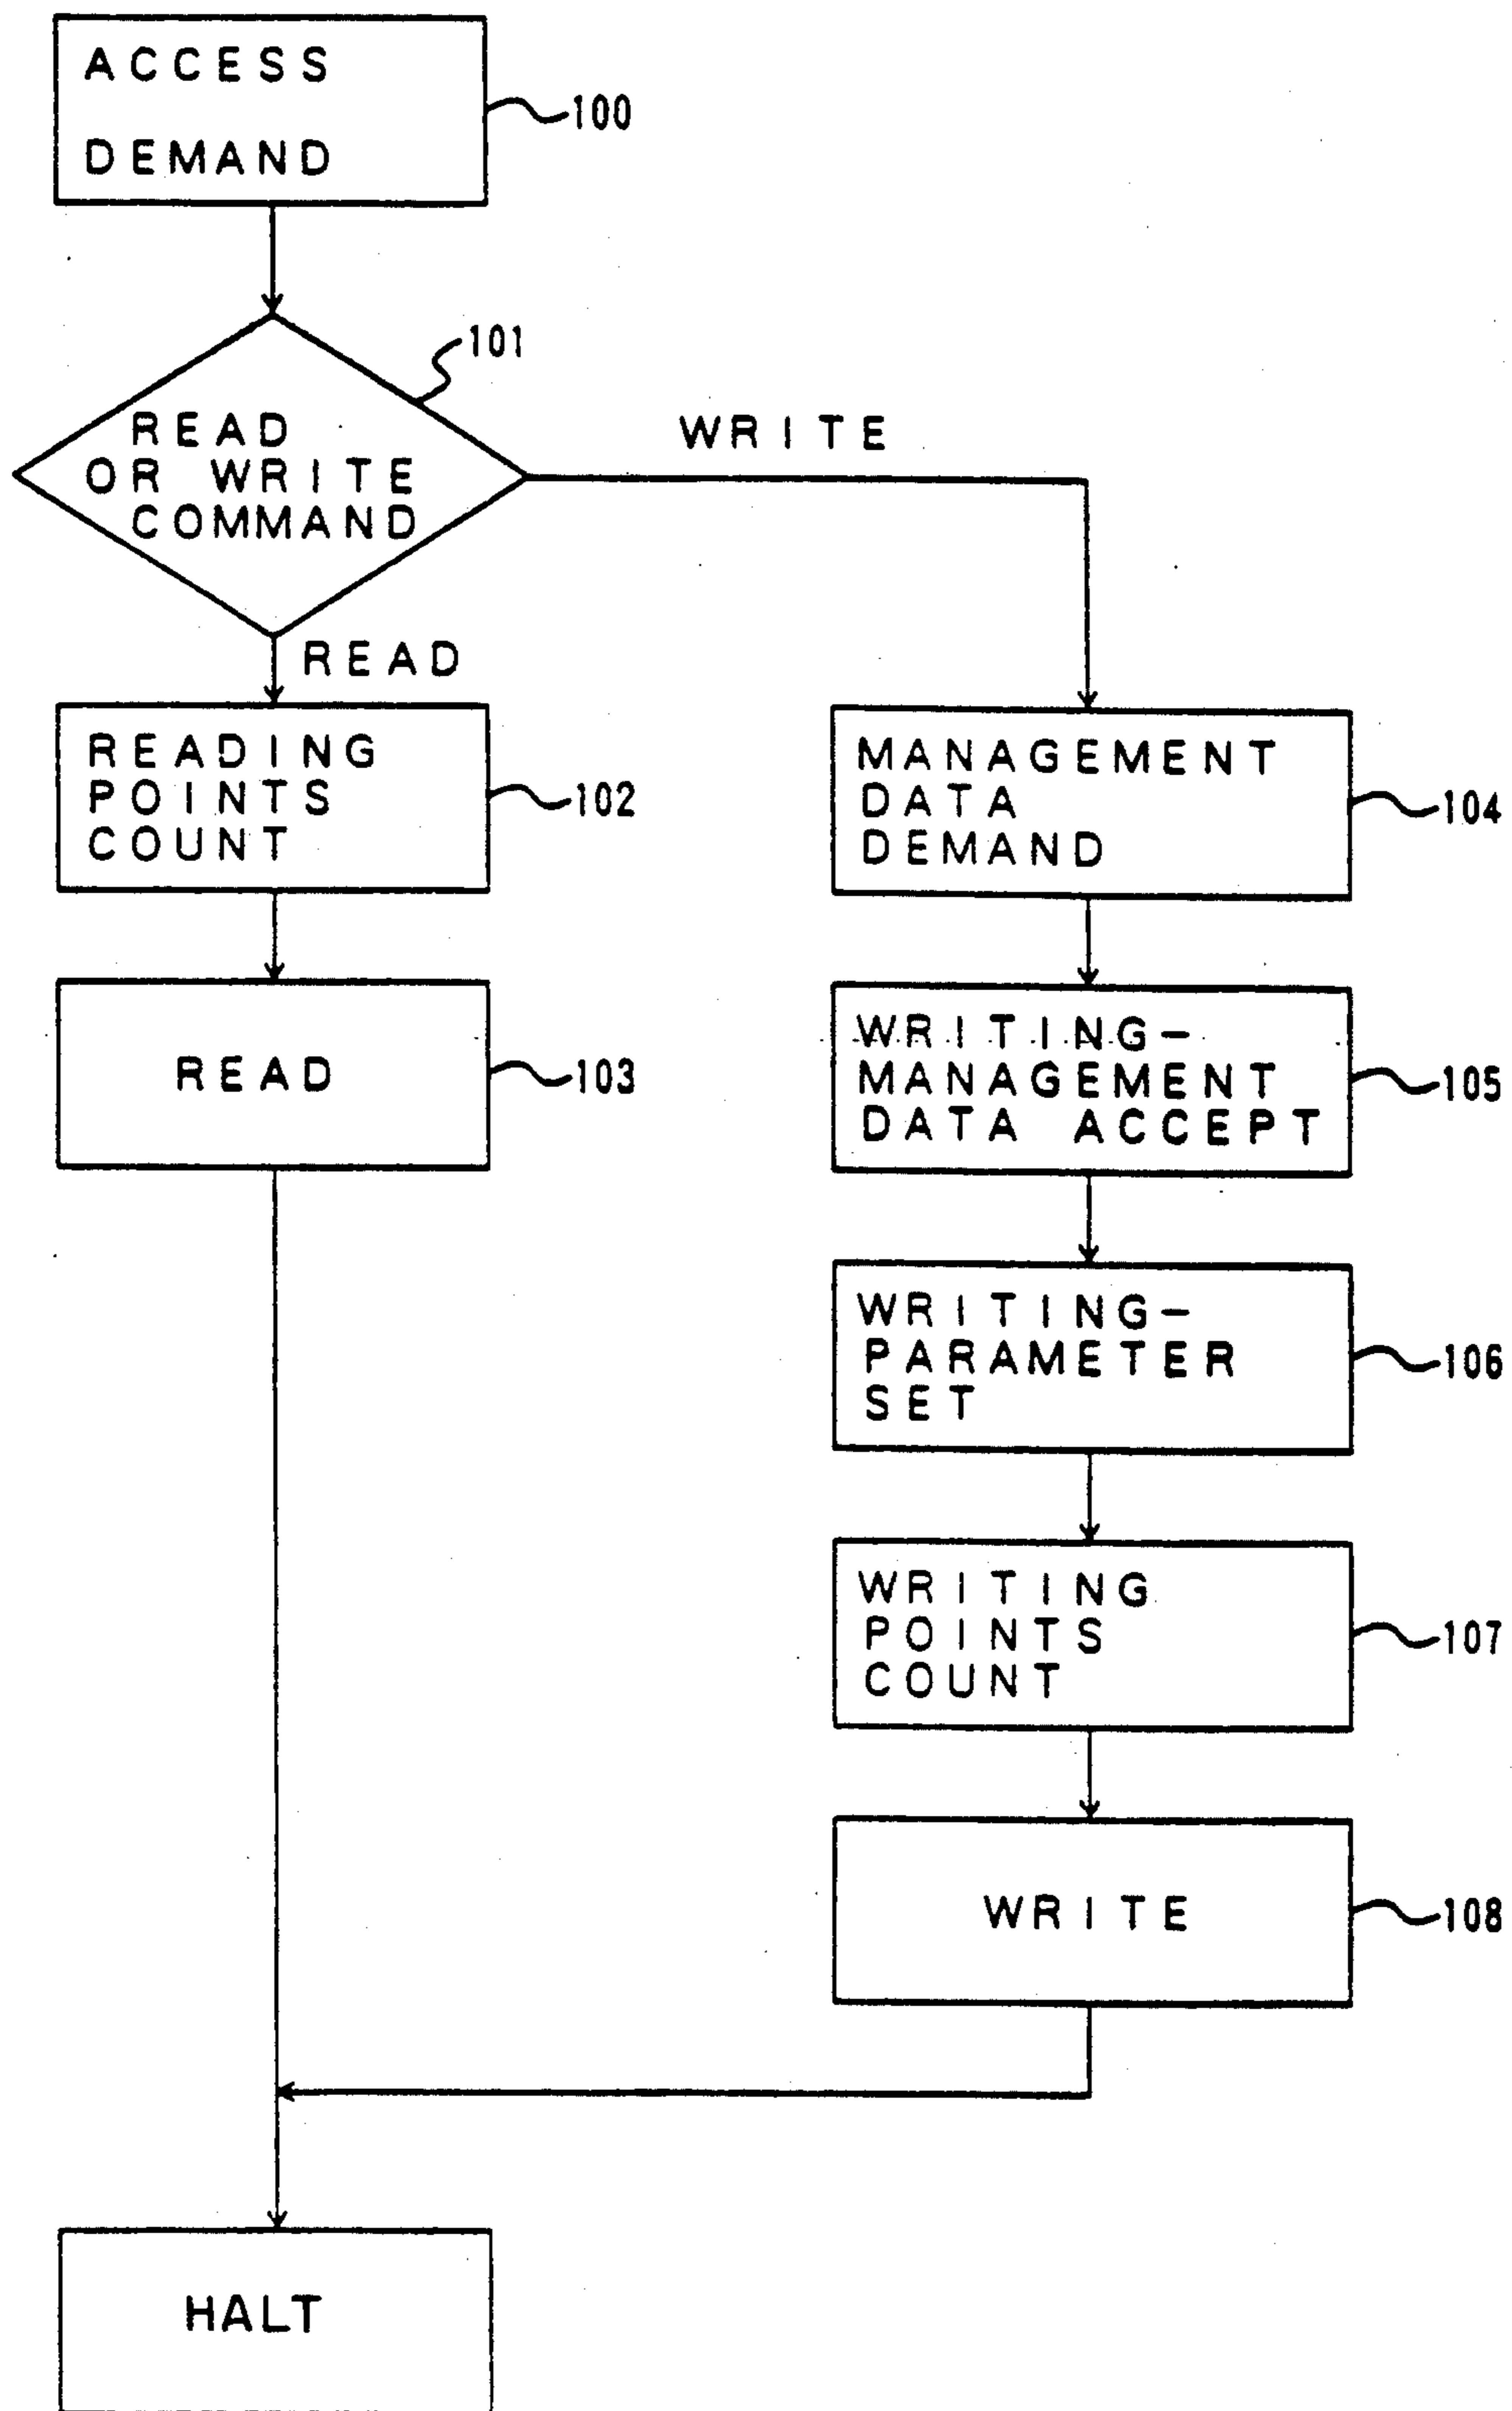 ACCESS
DEMAND
100
101
READ
OR WRITE
COMMAND
WRITE
READ
READING
POINTS
COUNT
102
READ
103
MANAGEMENT
DATA
DEMAND
104
WRITING-
MANAGEMENT
DATA ACCEPT
105
WRITING-
PARAMETER
SET
106
WRITING
POINTS
COUNT
107
WRITE
108
HALT